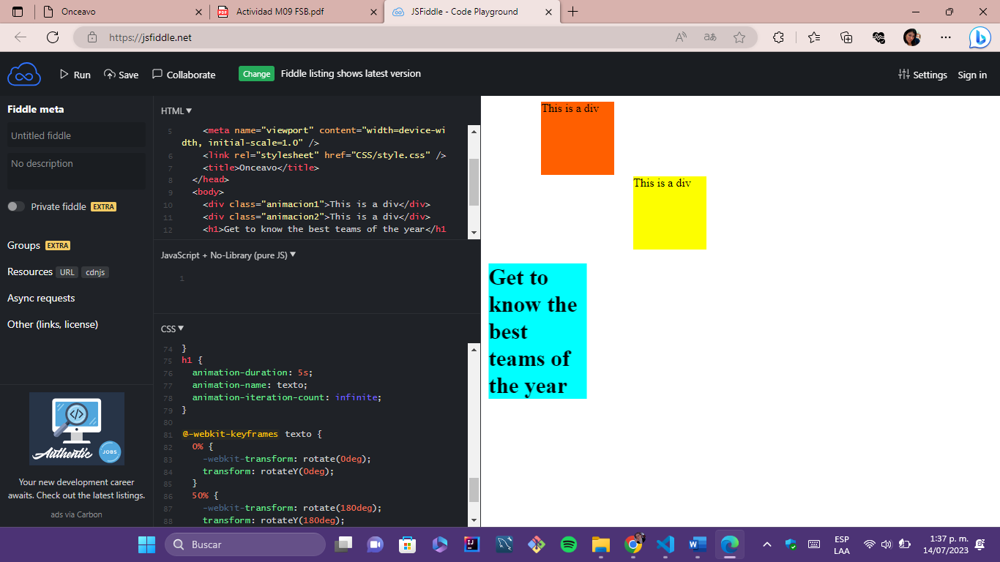 Onceavo
Actividad M09 FSB.pdf
JSFiddle - Code Playground
https://jsfiddle.net
Run
Save
Collaborate
Change
Fiddle listing shows latest version
Settings
Sign in
Fiddle meta
Untitled fiddle
No description
Private fiddle EXTRA
Groups EXTRA
Resources URL cdnjs
Async requests
Other (links, license)
Authentic
JOBS
Your new development career
awaits. Check out the latest listings.
ads via Carbon
HTML
5 <meta name="viewport" content="width=device-wi
dth, initial-scale=1.0" />
6 <link rel="stylesheet" href="CSS/style.css" />
7 <title>Onceavo</title>
8 </head>
9 <body>
10 <div class="animacion1">This is a div</div>
11 <div class="animacion2">This is a div</div>
12 <h1>Get to know the best teams of the year</h1
JavaScript + No-Library (pure JS)
1
CSS
74 }
75 h1 {
76 animation-duration: 5s;
77 animation-name: texto;
78 animation-iteration-count: infinite;
79 }
80
81 @-webkit-keyframes texto {
82 0% {
83 -webkit-transform: rotate(0deg);
84 transform: rotateY(0deg);
85 }
86 50% {
87 -webkit-transform: rotate(180deg);
88 transform: rotateY(180deg);
This is a div
This is a div
Get to
know the
best
teams of
the year
Buscar
ESP
LAA
1:37 p. m.
14/07/2023